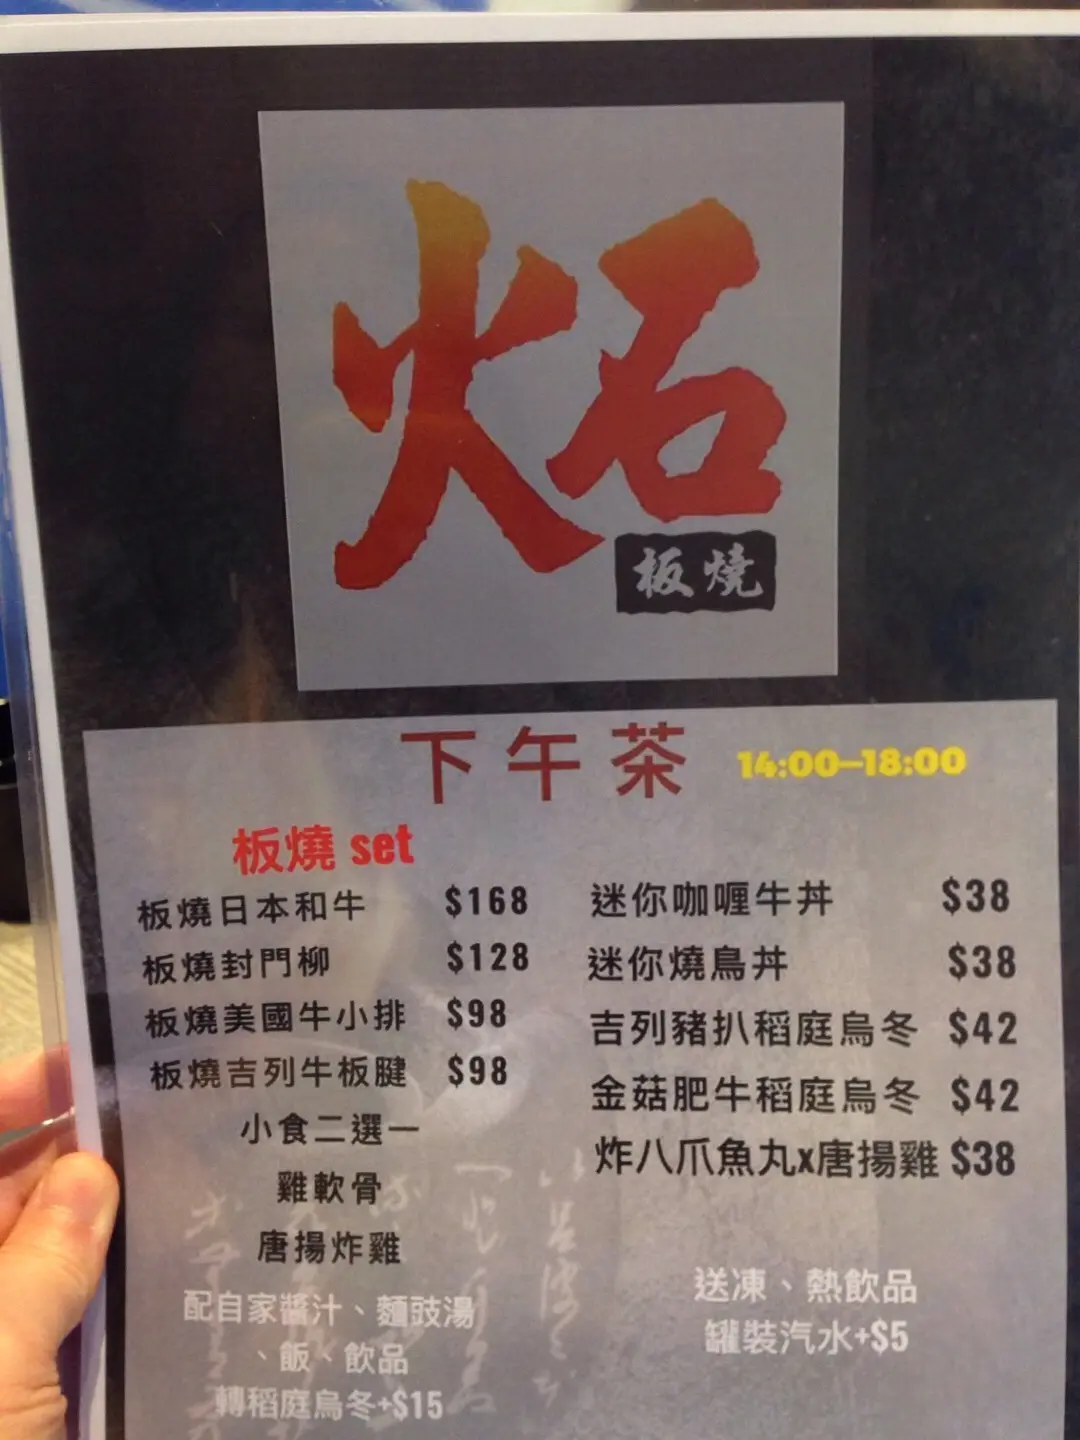 炻
板燒
下午茶 14:00–18:00
板燒 set
板燒日本和牛 $168
板燒封門柳 $128
板燒美國牛小排 $98
板燒吉列牛板腱 $98
小食二選一
雞軟骨
唐揚炸雞
配自家醬汁、麵豉湯
、飯、飲品
轉稻庭烏冬+$15
迷你咖喱牛丼 $38
迷你燒鳥丼 $38
吉列豬扒稻庭烏冬 $42
金菇肥牛稻庭烏冬 $42
炸八爪魚丸x唐揚雞 $38
送凍、熱飲品
罐裝汽水+$5